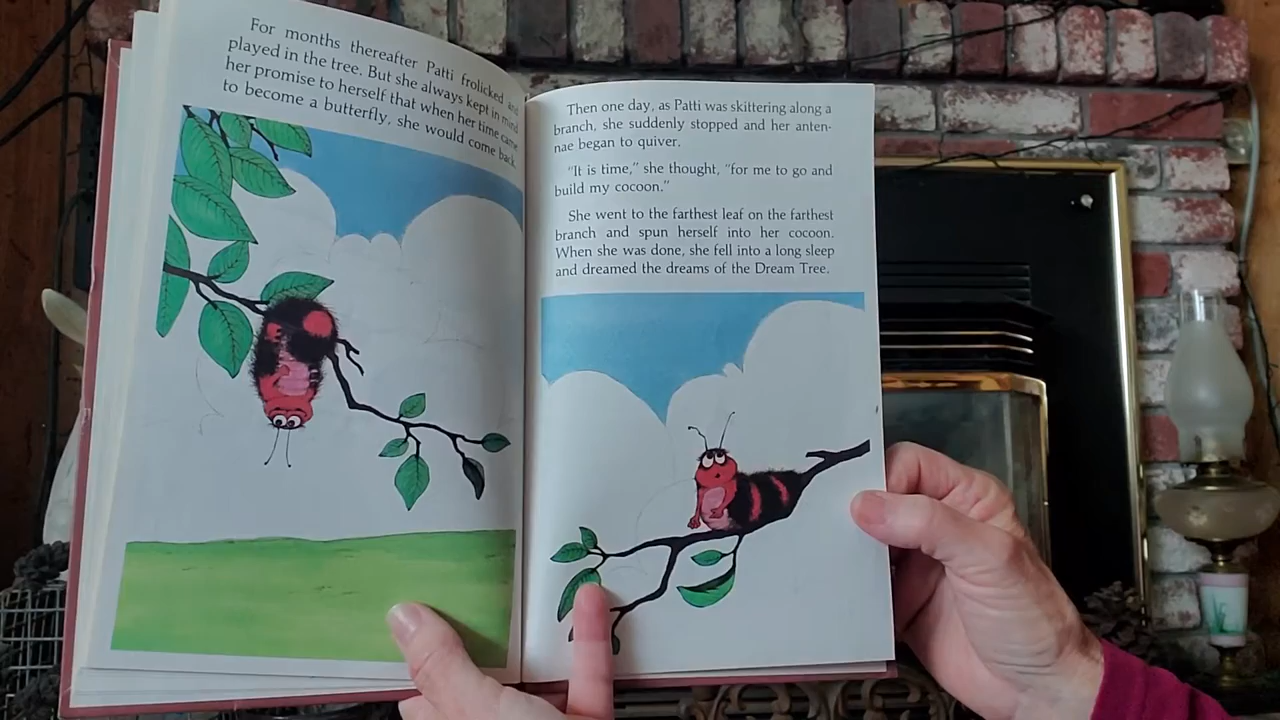 For months thereafter Patti frolicked and
played in the tree. But she always kept in mind
her promise to herself that when her time came
to become a butterfly, she would come back.
Then one day, as Patti was skittering along a
branch, she suddenly stopped and her anten-
nae began to quiver.
"It is time," she thought, "for me to go and
build my cocoon."
She went to the farthest leaf on the farthest
branch and spun herself into her cocoon.
When she was done, she fell into a long sleep
and dreamed the dreams of the Dream Tree.